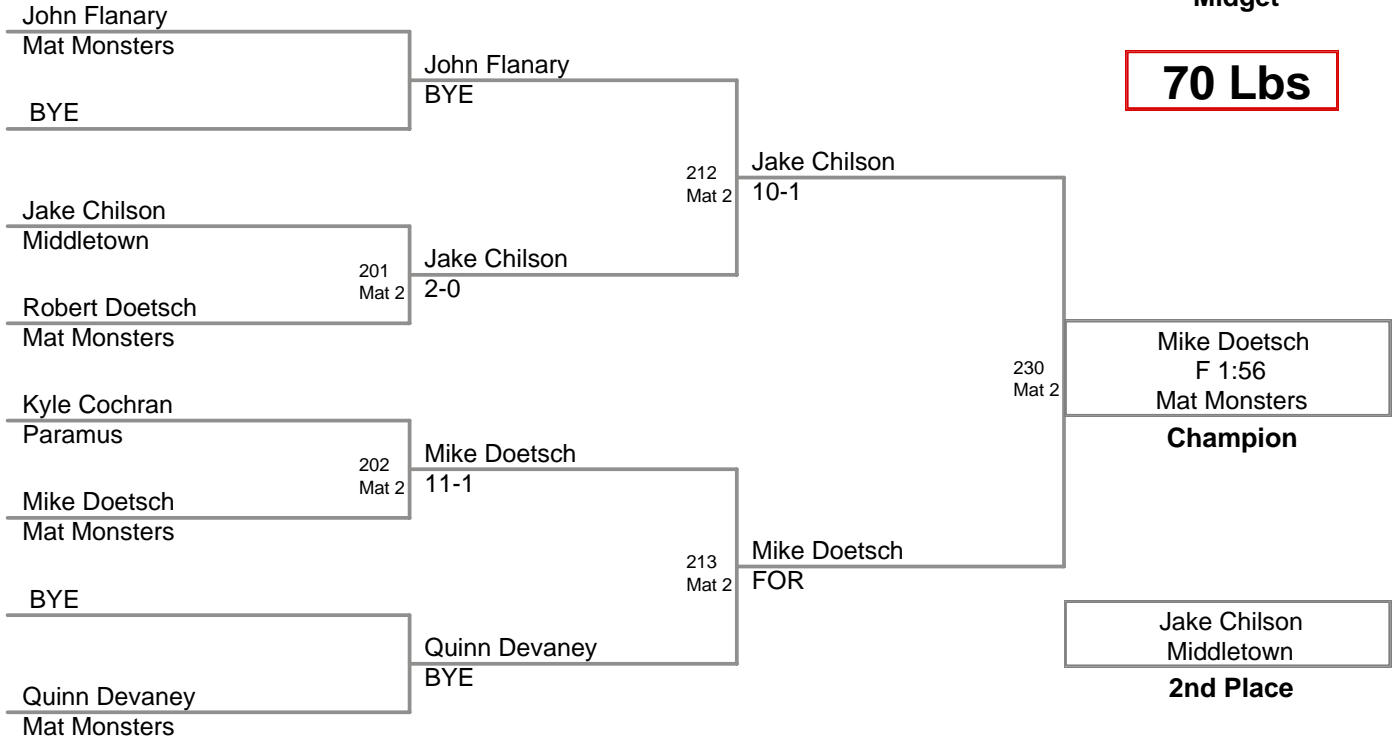 Midget
70 Lbs
John Flanary
Mat Monsters
BYE
Jake Chilson
Middletown
Robert Doetsch
Mat Monsters
Kyle Cochran
Paramus
Mike Doetsch
Mat Monsters
BYE
Quinn Devaney
Mat Monsters
John Flanary
BYE
201
Mat 2
Jake Chilson
2-0
202
Mat 2
Mike Doetsch
11-1
Quinn Devaney
BYE
212
Mat 2
Jake Chilson
10-1
213
Mat 2
Mike Doetsch
FOR
230
Mat 2
Mike Doetsch
F 1:56
Mat Monsters
Champion
Jake Chilson
Middletown
2nd Place